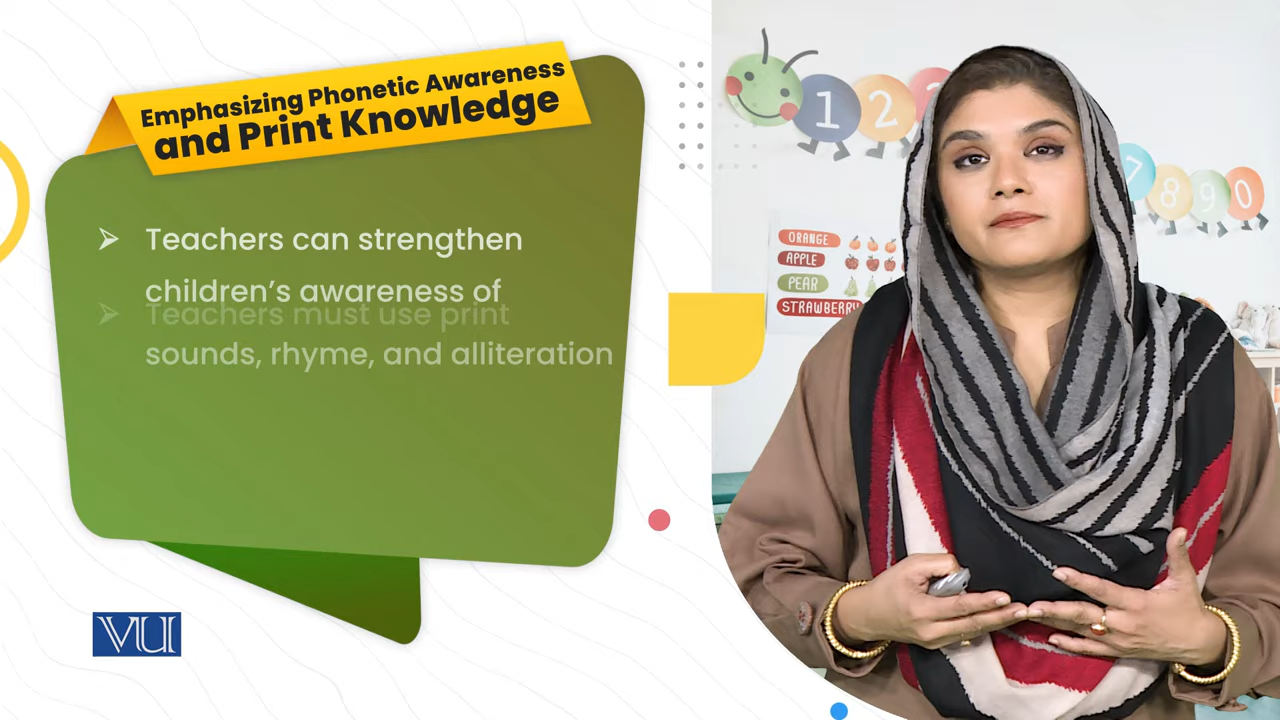 Emphasizing Phonetic Awareness
and Print Knowledge
Teachers can strengthen
children's awareness of
Teachers must use print
sounds, rhyme, and alliteration
VU
1 2
7 8 9 0
ORANGE
APPLE
PEAR
STRAWBERRY